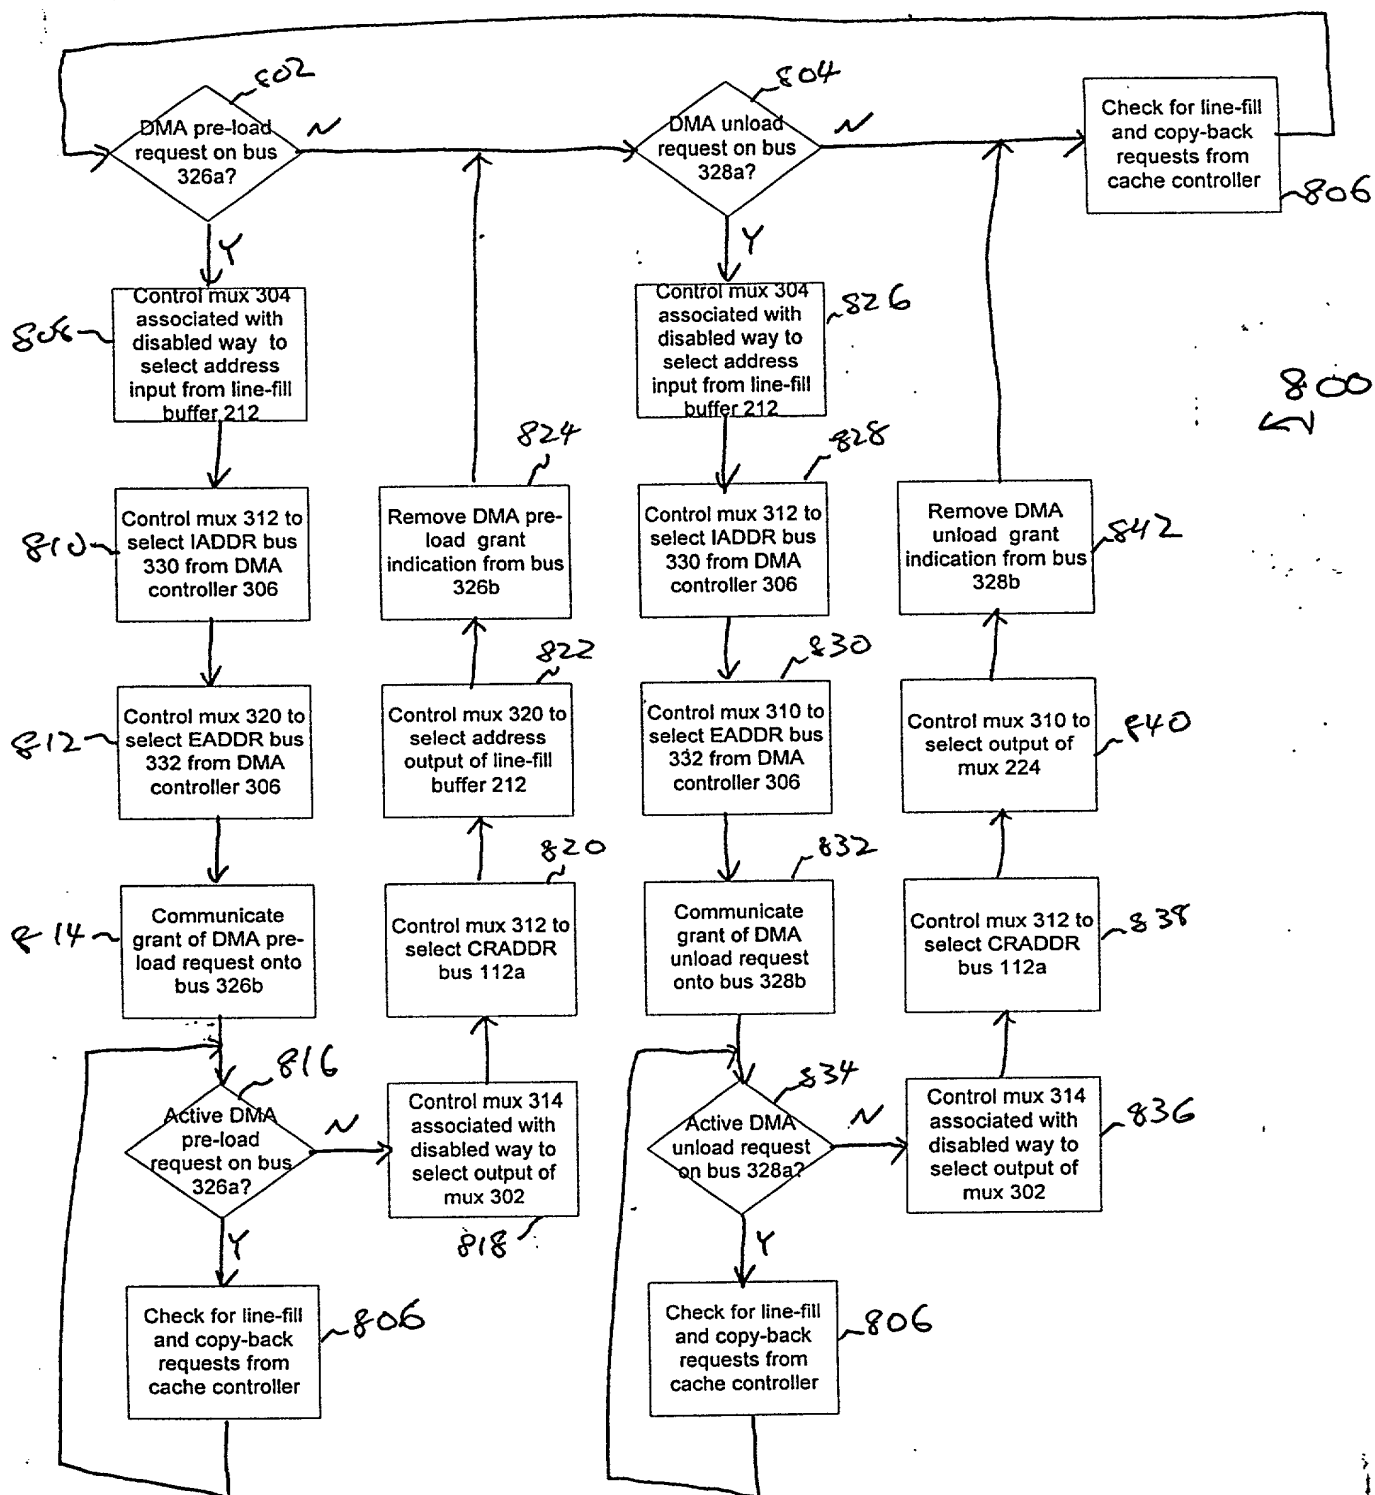 802
DMA pre-load
request on bus
326a?
N
Y
804
DMA unload
request on bus
328a?
N
Y
Check for line-fill
and copy-back
requests from
cache controller
806
Control mux 304
associated with
disabled way to
select address
input from line-fill
buffer 212
808
Control mux 304
associated with
disabled way to
select address
input from line-fill
buffer 212
826
800
Control mux 312 to
select IADDR bus
330 from DMA
controller 306
810
824
Remove DMA pre-
load grant
indication from bus
326b
828
Control mux 312 to
select IADDR bus
330 from DMA
controller 306
Remove DMA
unload grant
indication from bus
328b
842
812
Control mux 320 to
select EADDR bus
332 from DMA
controller 306
822
Control mux 320 to
select address
output of line-fill
buffer 212
830
Control mux 310 to
select EADDR bus
332 from DMA
controller 306
Control mux 310 to
select output of
mux 224
840
814
Communicate
grant of DMA pre-
load request onto
bus 326b
820
Control mux 312 to
select CRADDR
bus 112a
832
Communicate
grant of DMA
unload request
onto bus 328b
Control mux 312 to
select CRADDR
bus 112a
838
816
Active DMA
pre-load
request on bus
326a?
N
Y
Control mux 314
associated with
disabled way to
select output of
mux 302
818
834
Active DMA
unload request
on bus 328a?
N
Y
Control mux 314
associated with
disabled way to
select output of
mux 302
836
Check for line-fill
and copy-back
requests from
cache controller
806
Check for line-fill
and copy-back
requests from
cache controller
806